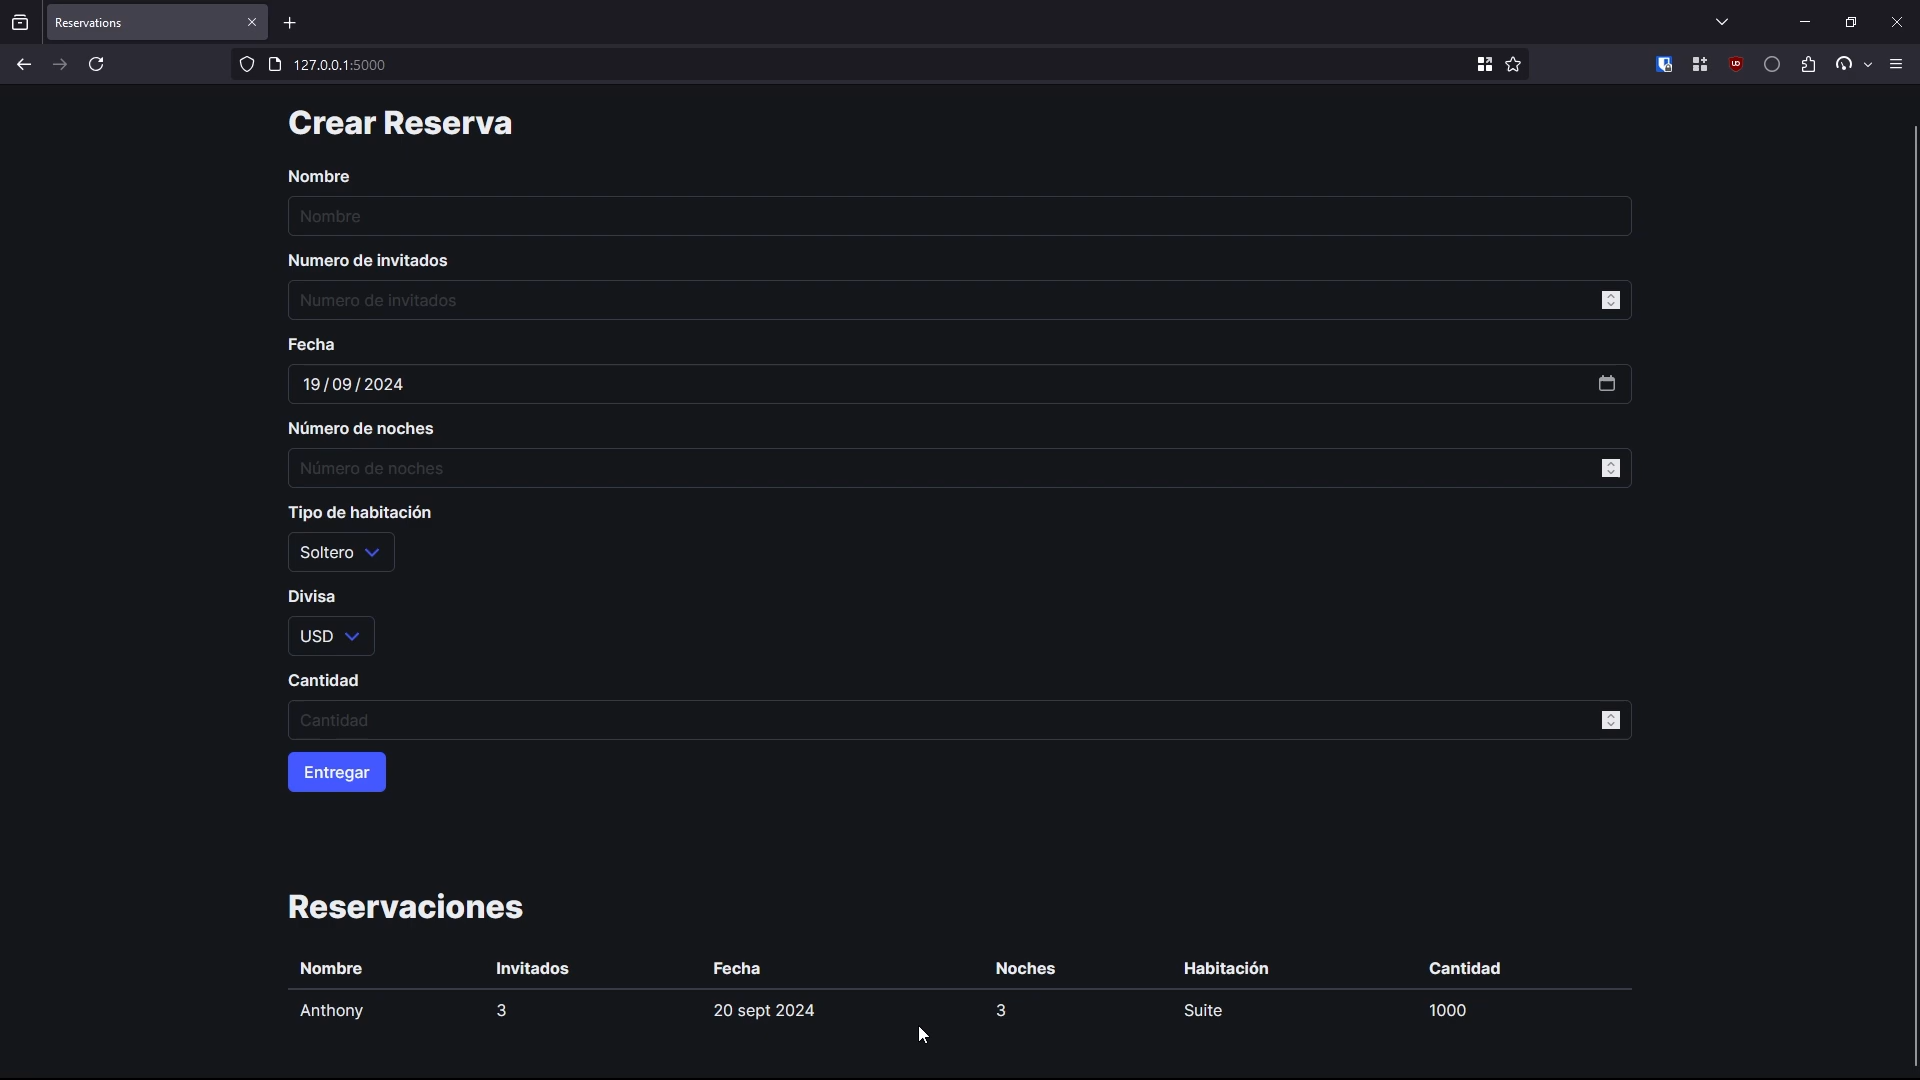 Reservations
127.0.0.1:5000
Crear Reserva
Nombre
Nombre
Numero de invitados
Numero de invitados
Fecha
19/09/2024
Número de noches
Número de noches
Tipo de habitación
Soltero
Divisa
USD
Cantidad
Cantidad
Entregar
Reservaciones
Nombre Invitados Fecha Noches Habitación Cantidad
Anthony 3 20 sept 2024 3 Suite 1000